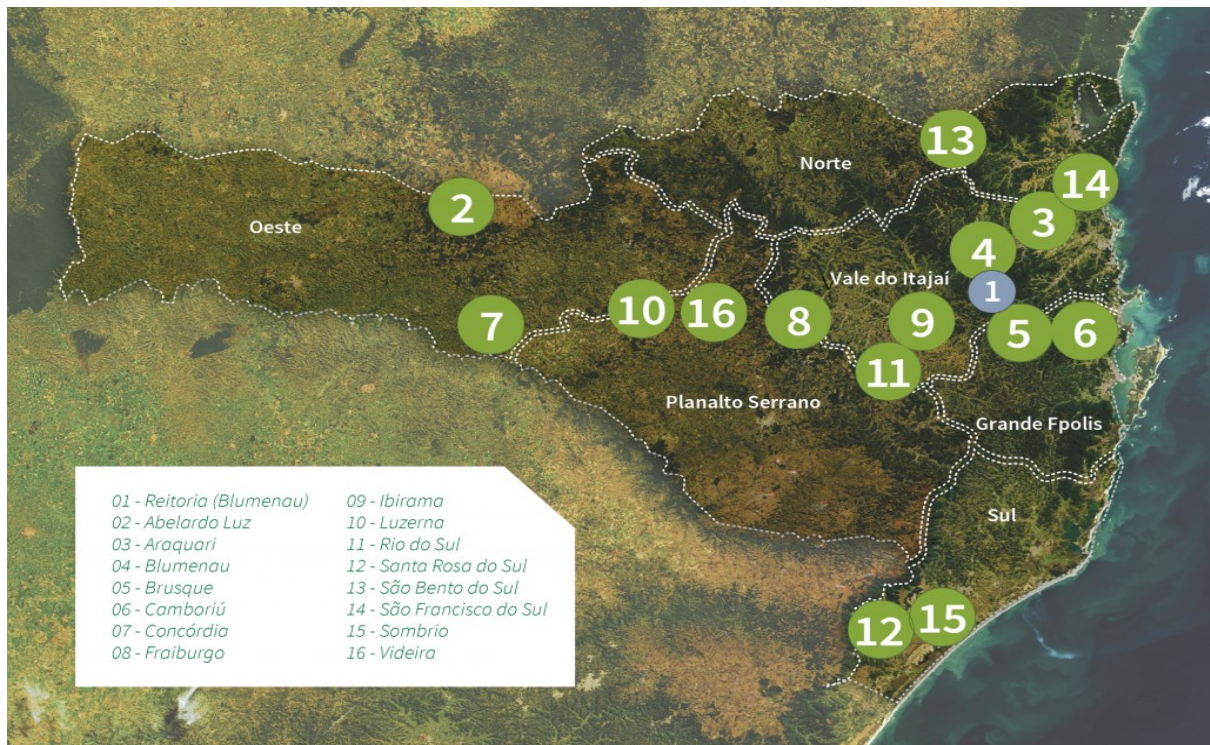 13
Norte
14
2
3
Oeste
4
Vale do Itajaí
1
10
16
8
9
7
5
6
11
Planalto Serrano
Grande Fpolis
Sul
12
15
01 - Reitoria (Blumenau)
02 - Abelardo Luz
03 - Araquari
04 - Blumenau
05 - Brusque
06 - Camboriú
07 - Concórdia
08 - Fraiburgo
09 - Ibirama
10 - Luzerna
11 - Rio do Sul
12 - Santa Rosa do Sul
13 - São Bento do Sul
14 - São Francisco do Sul
15 - Sombrio
16 - Videira